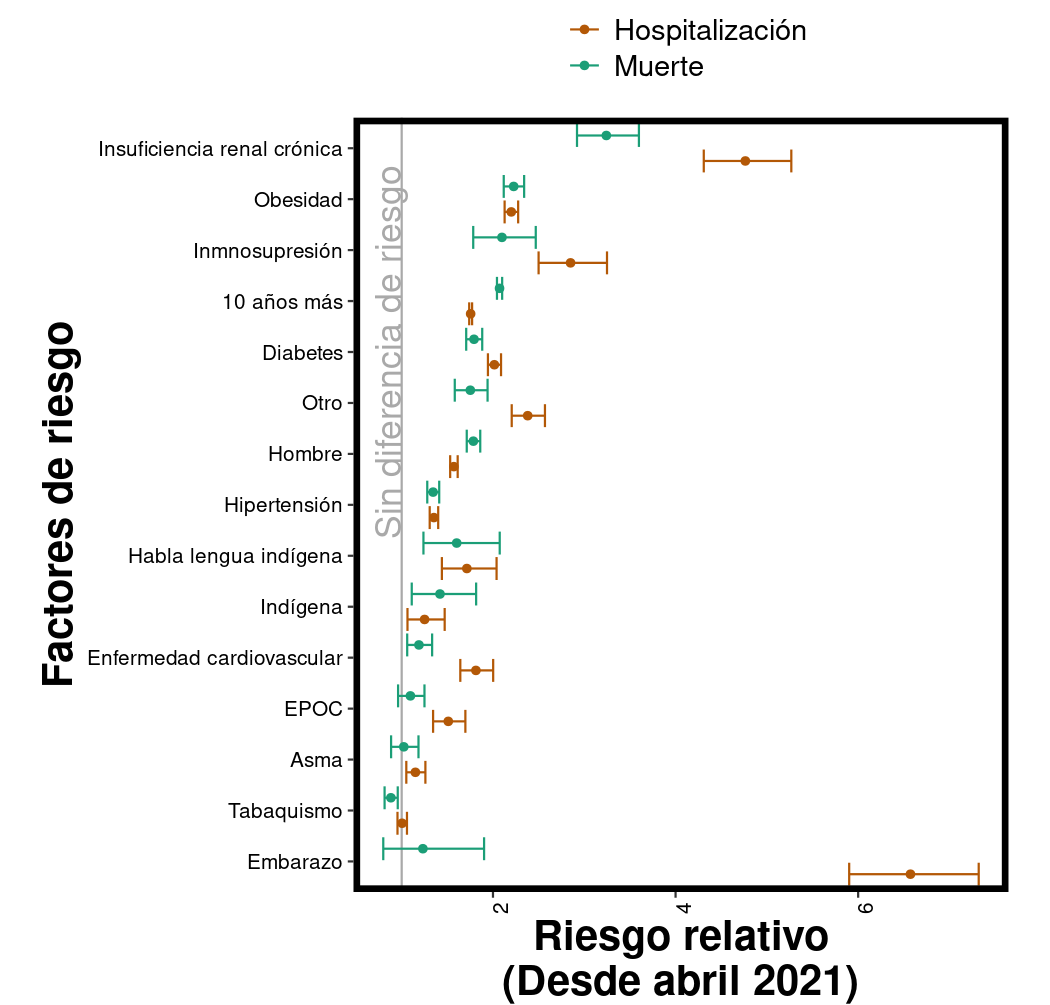 Hospitalización
Muerte
Factores de riesgo
Insuficiencia renal crónica
Obesidad
Inmnosupresión
10 años más
Diabetes
Otro
Hombre
Hipertensión
Habla lengua indígena
Indígena
Enfermedad cardiovascular
EPOC
Asma
Tabaquismo
Embarazo
Sin diferencia de riesgo
2
4
6
Riesgo relativo
(Desde abril 2021)